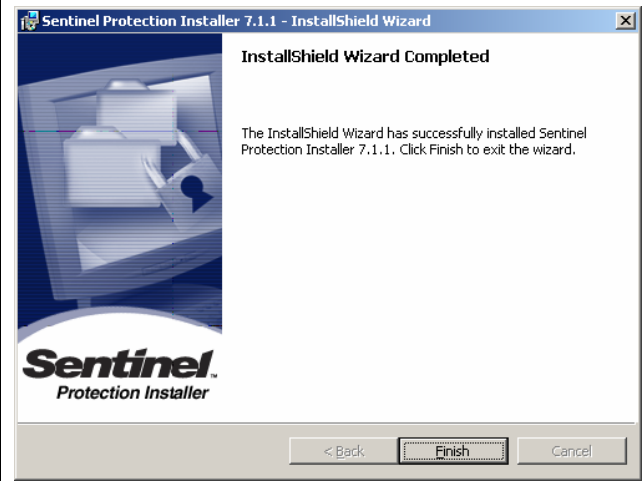 Sentinel Protection Installer 7.1.1 - InstallShield Wizard
InstallShield Wizard Completed
The InstallShield Wizard has successfully installed Sentinel
Protection Installer 7.1.1. Click Finish to exit the wizard.
Sentinel™
Protection Installer
< Back
Finish
Cancel